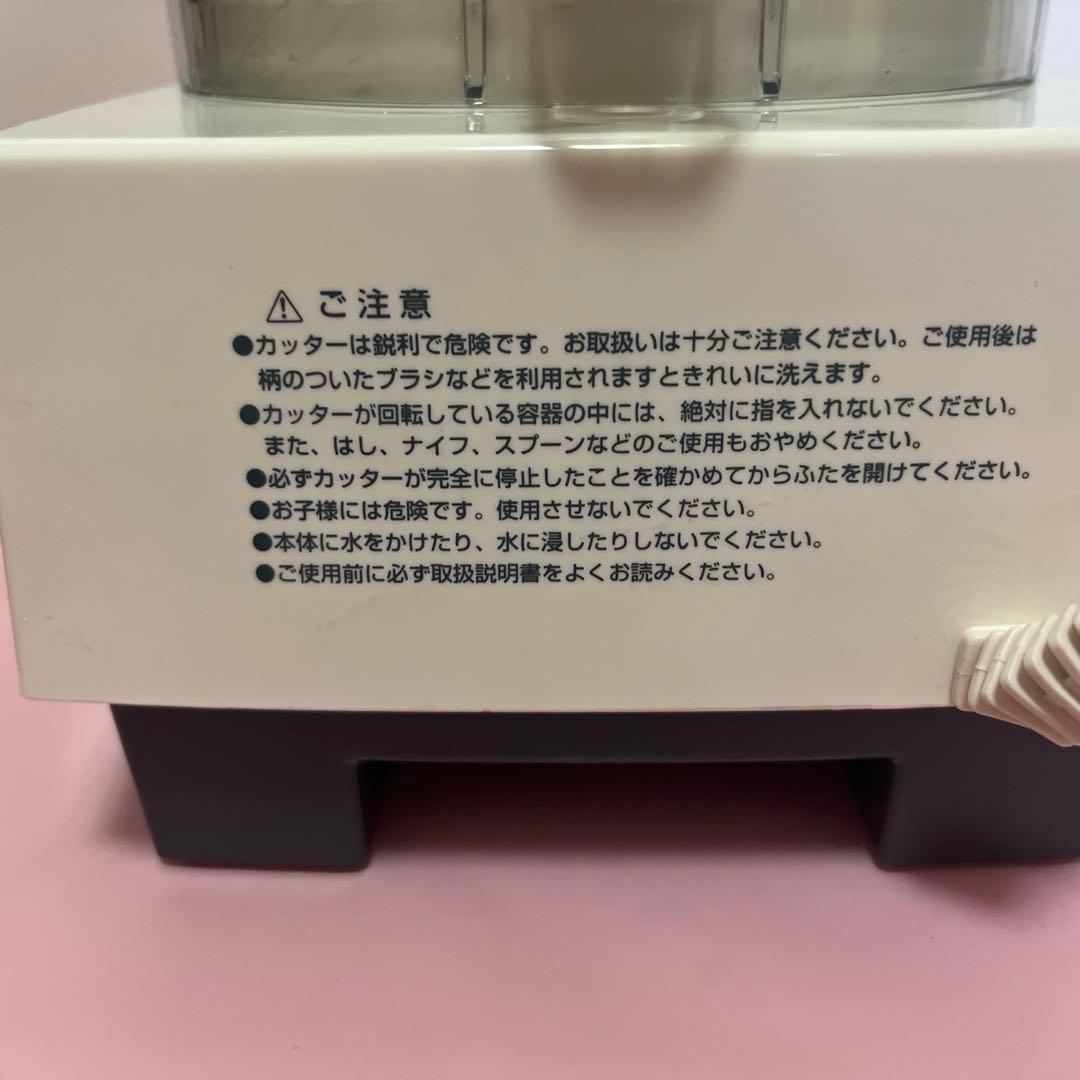 ⚠ ご注意
●カッターは鋭利で危険です。お取扱いは十分ご注意ください。ご使用後は
柄のついたブラシなどを利用されますときれいに洗えます。
●カッターが回転している容器の中には、絶対に指を入れないでください。
また、はし、ナイフ、スプーンなどのご使用もおやめください。
●必ずカッターが完全に停止したことを確かめてからふたを開けてください。
●お子様には危険です。使用させないでください。
●本体に水をかけたり、水に浸したりしないでください。
●ご使用前に必ず取扱説明書をよくお読みください。